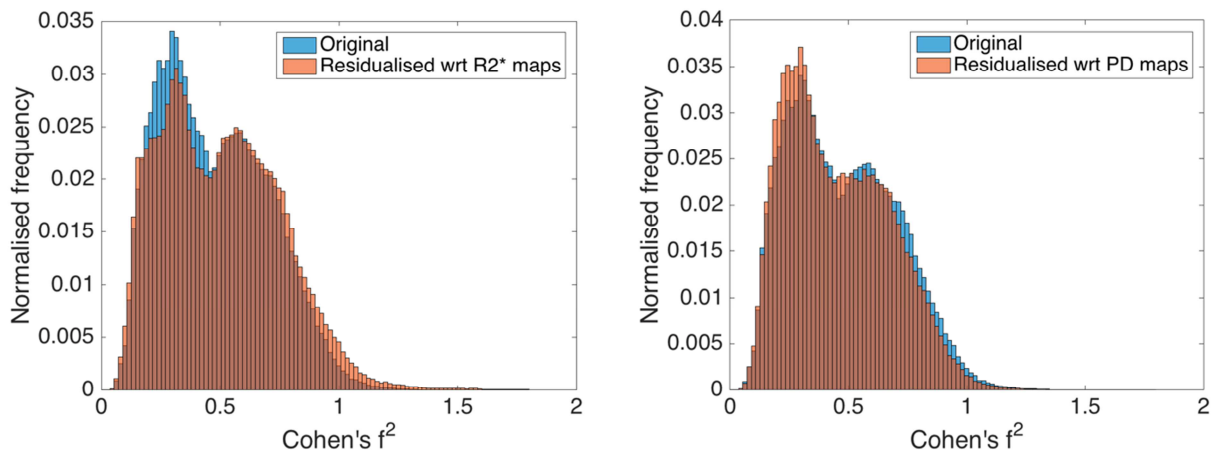 0.035
0.03
0.025
0.02
0.015
0.01
0.005
0
Normalised frequency
Original
Residualised wrt R2* maps
0 0.5 1 1.5 2
Cohen's f²
0.04
0.035
0.03
0.025
0.02
0.015
0.01
0.005
0
Normalised frequency
Original
Residualised wrt PD maps
0 0.5 1 1.5 2
Cohen's f²